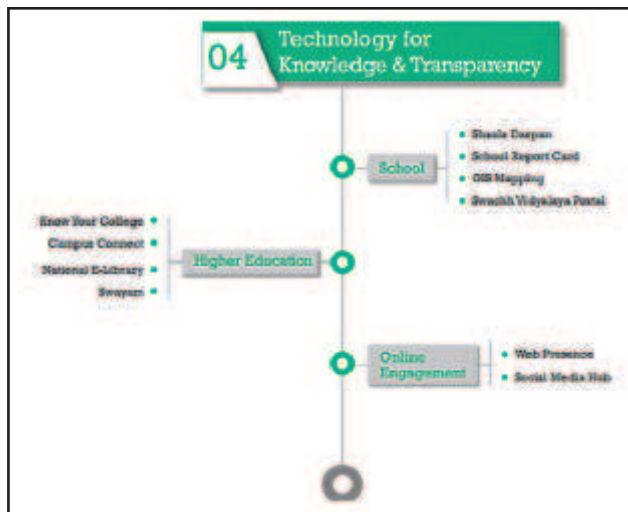 04
Technology for
Knowledge & Transparency
School
Shaala Darpan
School Report Card
GIS Mapping
Swachh Vidyalaya Portal
Know Your College
Campus Connect
National E-Library
Swayam
Higher Education
Online
Engagement
Web Presence
Social Media Hub